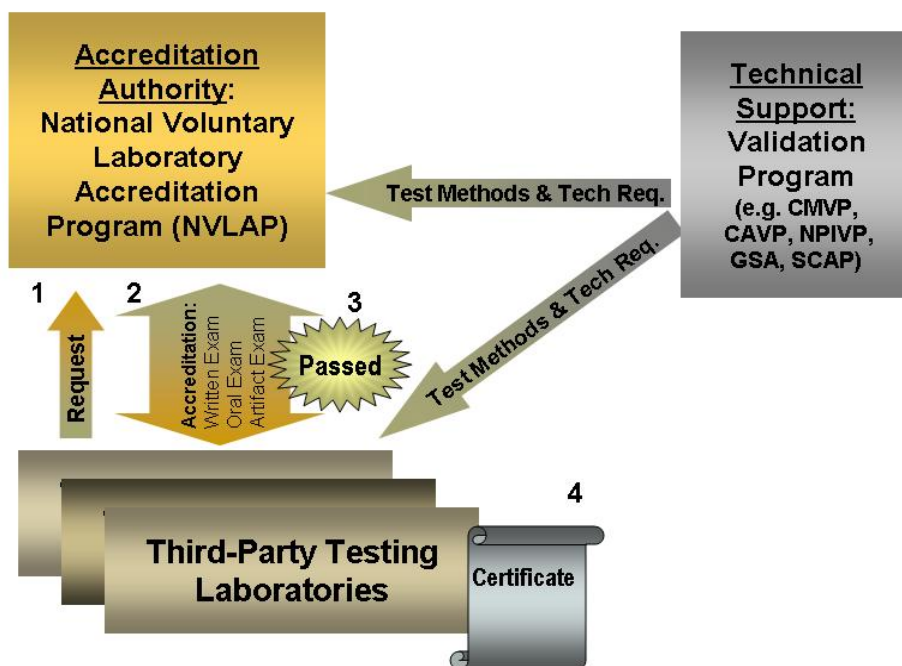 Accreditation
Authority:
National Voluntary
Laboratory
Accreditation
Program (NVLAP)
Technical
Support:
Validation
Program
(e.g. CMVP,
CAVP, NPIVP,
GSA, SCAP)
Test Methods & Tech Req.
Test Methods & Tech Req.
1
Request
2
Accreditation:
Written Exam
Oral Exam
Artifact Exam
3
Passed
Third-Party Testing
Laboratories
4
Certificate